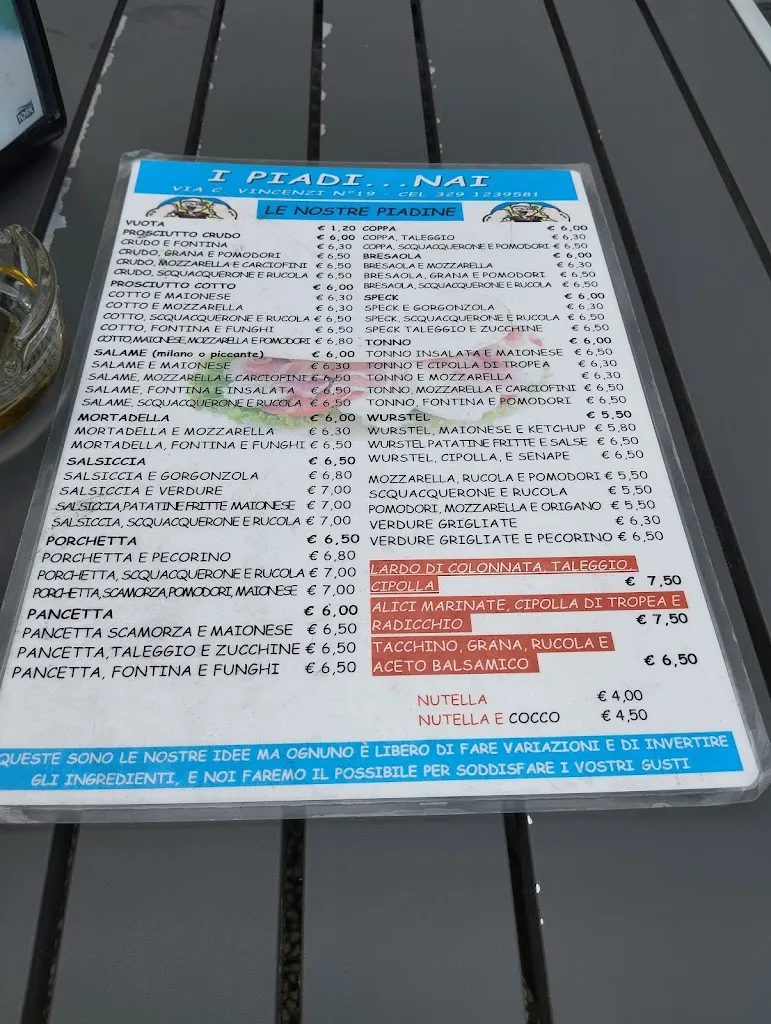 TORK
I PIADI...NAI
VIA C. VINCENZI N°19 - CEL 329 1239581
LE NOSTRE PIADINE
VUOTA € 1,20
PROSCIUTTO CRUDO € 6,00
CRUDO E FONTINA € 6,30
CRUDO, GRANA E POMODORI € 6,50
CRUDO, MOZZARELLA E CARCIOFINI € 6,50
CRUDO, SCQUACQUERONE E RUCOLA € 6,50
PROSCIUTTO COTTO € 6,00
COTTO E MAIONESE € 6,30
COTTO E MOZZARELLA € 6,30
COTTO, SCQUACQUERONE E RUCOLA € 6,50
COTTO, FONTINA E FUNGHI € 6,50
COTTO,MAIONESE,MOZZARELLA E POMODORI € 6,80
SALAME (milano o piccante) € 6,00
SALAME E MAIONESE € 6,30
SALAME, MOZZARELLA E CARCIOFINI € 6,50
SALAME, FONTINA E INSALATA € 6,50
SALAME, SCQUACQUERONE E RUCOLA € 6,50
MORTADELLA € 6,00
MORTADELLA E MOZZARELLA € 6,30
MORTADELLA, FONTINA E FUNGHI € 6,50
SALSICCIA € 6,50
SALSICCIA E GORGONZOLA € 6,80
SALSICCIA E VERDURE € 7,00
SALSICCIA,PATATINE FRITTE MAIONESE € 7,00
SALSICCIA, SCQUACQUERONE E RUCOLA € 7,00
PORCHETTA € 6,50
PORCHETTA E PECORINO € 6,80
PORCHETTA, SCQUACQUERONE E RUCOLA € 7,00
PORCHETTA,SCAMORZA,POMODORI, MAIONESE € 7,00
PANCETTA € 6,00
PANCETTA SCAMORZA E MAIONESE € 6,50
PANCETTA,TALEGGIO E ZUCCHINE € 6,50
PANCETTA, FONTINA E FUNGHI € 6,50
COPPA € 6,00
COPPA, TALEGGIO € 6,30
COPPA, SCQUACQUERONE E POMODORI € 6,50
BRESAOLA € 6,00
BRESAOLA E MOZZARELLA € 6,30
BRESAOLA, GRANA E POMODORI € 6,50
BRESAOLA, SCQUACQUERONE E RUCOLA € 6,50
SPECK € 6,00
SPECK E GORGONZOLA € 6,30
SPECK, SCQUACQUERONE E RUCOLA € 6,50
SPECK TALEGGIO E ZUCCHINE € 6,50
TONNO € 6,00
TONNO INSALATA E MAIONESE € 6,50
TONNO E CIPOLLA DI TROPEA € 6,30
TONNO E MOZZARELLA € 6,30
TONNO, MOZZARELLA E CARCIOFINI € 6,50
TONNO, FONTINA E POMODORI € 6,50
WURSTEL € 5,50
WURSTEL, MAIONESE E KETCHUP € 5,80
WURSTEL PATATINE FRITTE E SALSE € 6,50
WURSTEL, CIPOLLA, E SENAPE € 6,50
MOZZARELLA, RUCOLA E POMODORI € 5,50
SCQUACQUERONE E RUCOLA € 5,50
POMODORI, MOZZARELLA E ORIGANO € 5,50
VERDURE GRIGLIATE € 6,30
VERDURE GRIGLIATE E PECORINO € 6,50
LARDO DI COLONNATA, TALEGGIO,
CIPOLLA € 7,50
ALICI MARINATE, CIPOLLA DI TROPEA E
RADICCHIO € 7,50
TACCHINO, GRANA, RUCOLA E
ACETO BALSAMICO € 6,50
NUTELLA € 4,00
NUTELLA E COCCO € 4,50
QUESTE SONO LE NOSTRE IDEE MA OGNUNO È LIBERO DI FARE VARIAZIONI E DI INVERTIRE
GLI INGREDIENTI, E NOI FAREMO IL POSSIBILE PER SODDISFARE I VOSTRI GUSTI